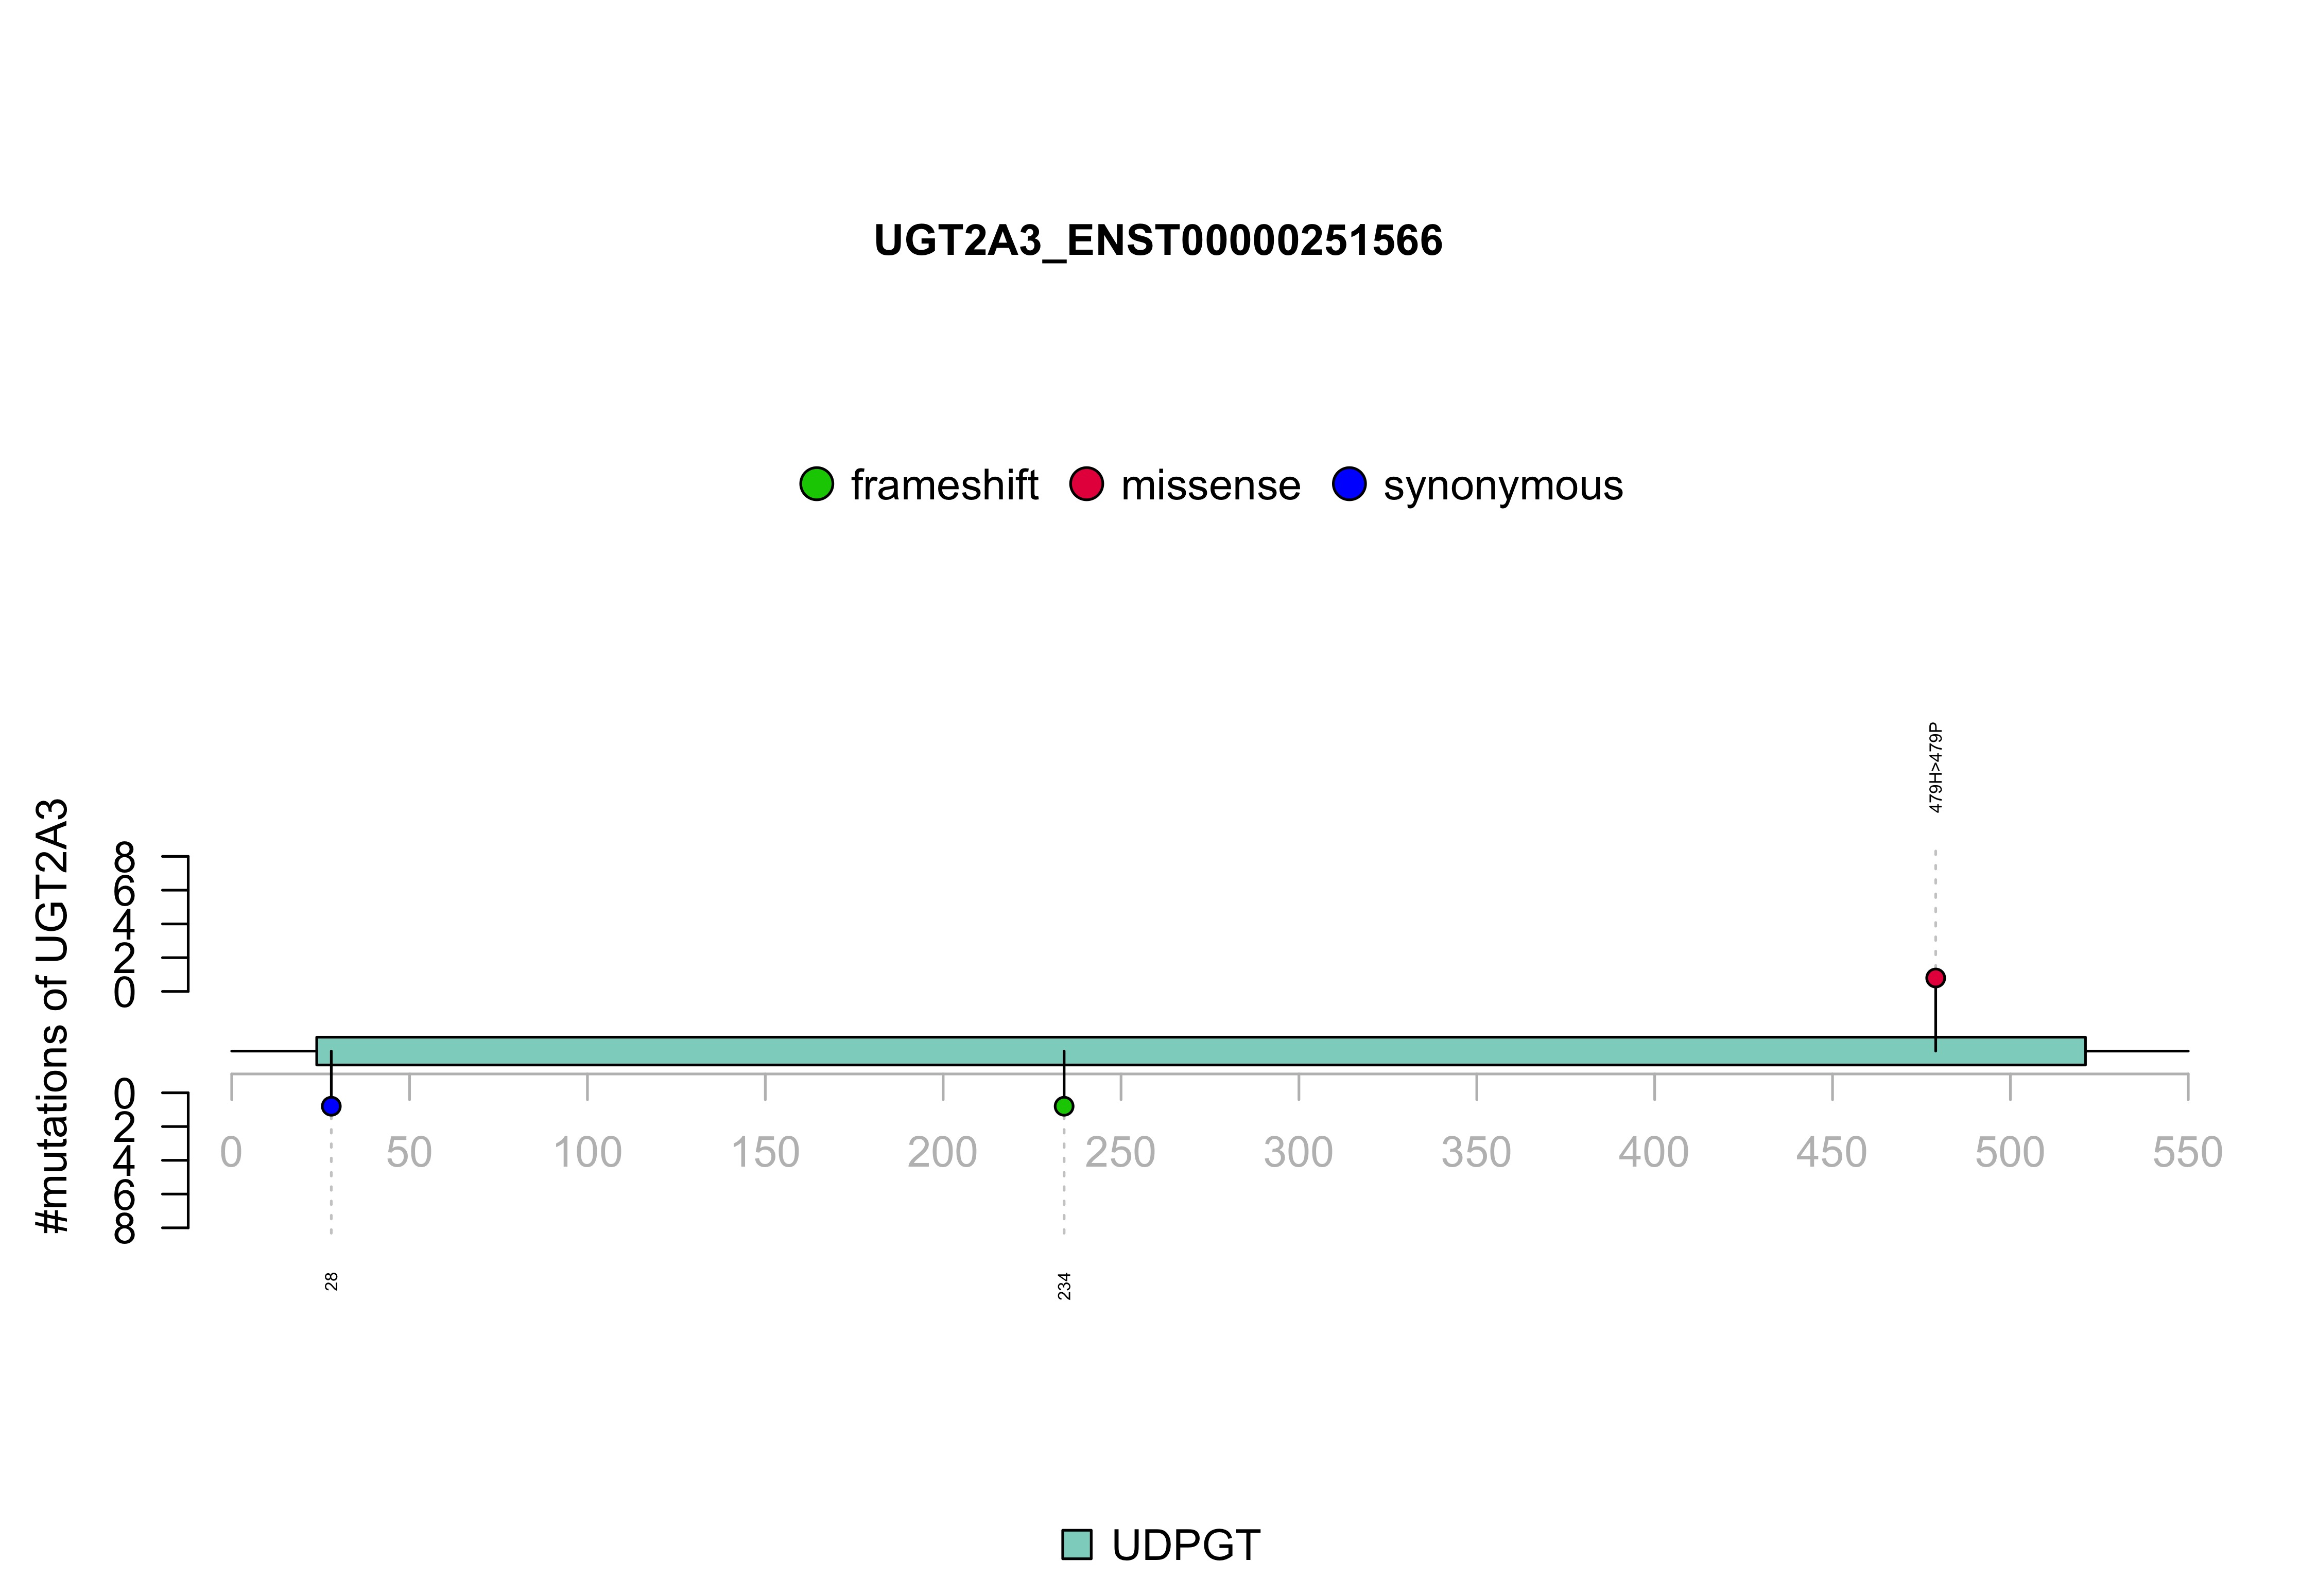 UGT2A3_ENST00000251566
frameshift missense synonymous
479H>479P
#mutations of UGT2A3
8
6
4
2
0
0
2
4
6
8
0 50 100 150 200 250 300 350 400 450 500 550
28
234
UDPGT